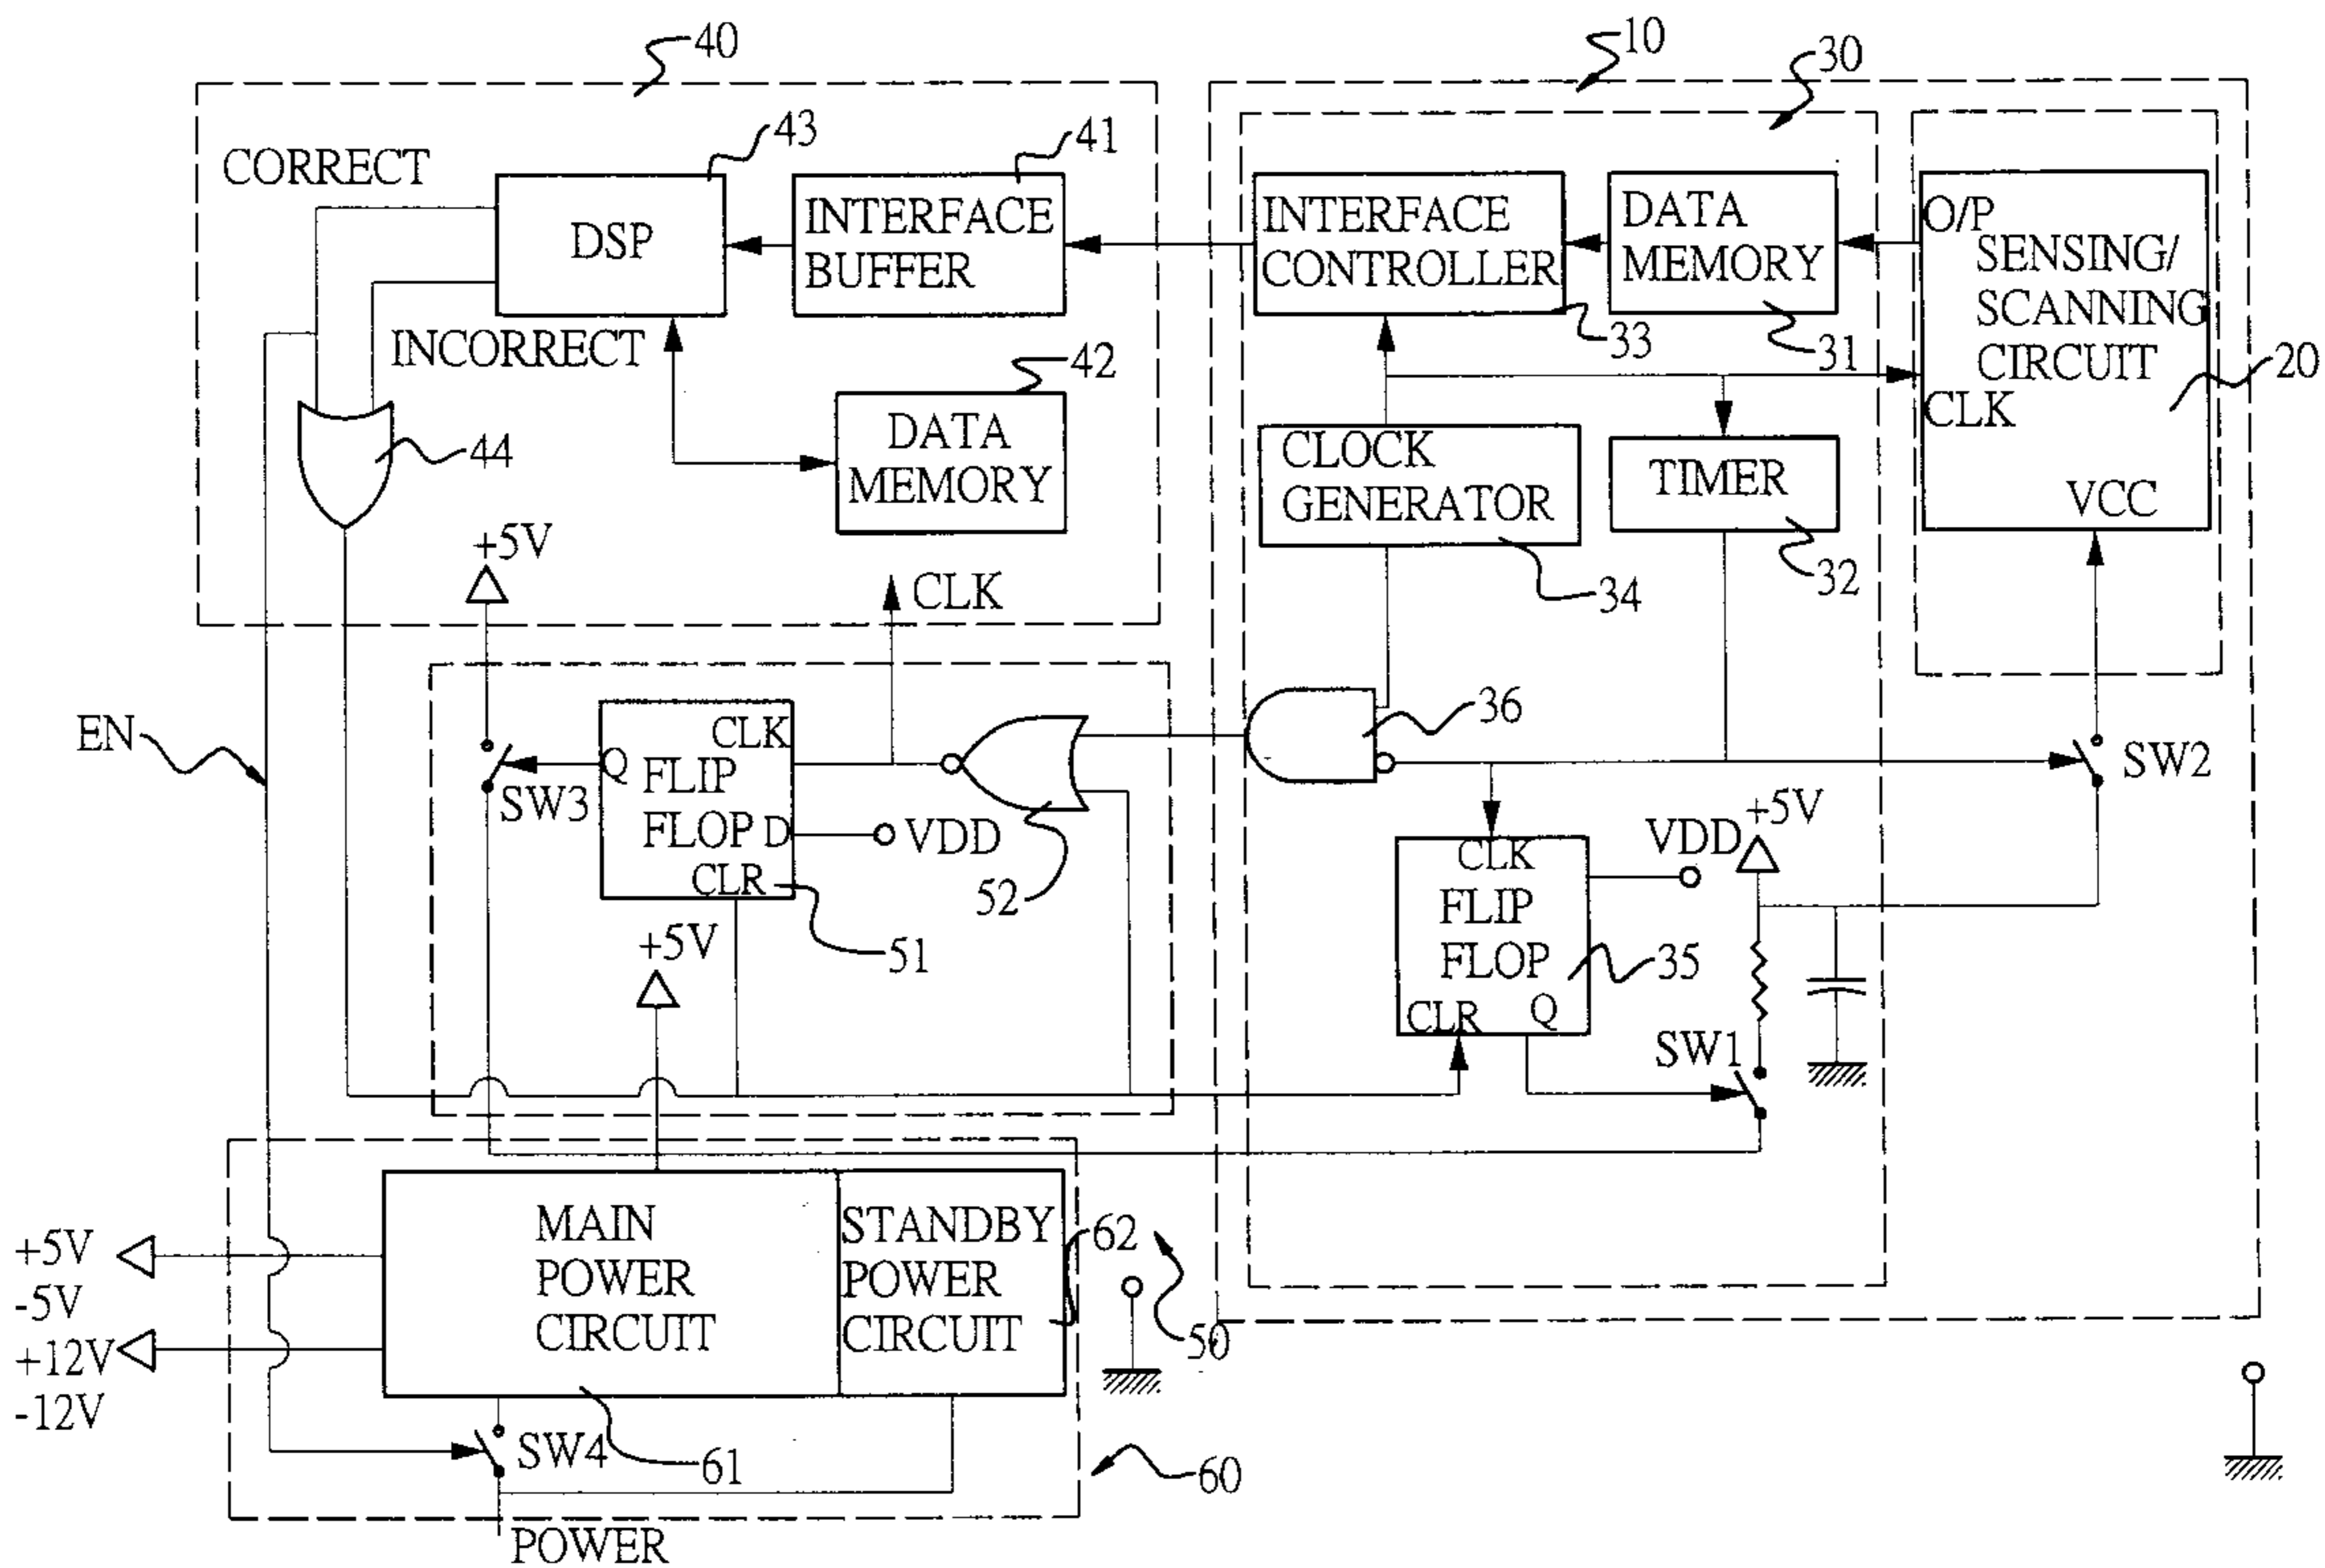 40
10
30
43
41
CORRECT
DSP
INTERFACE
BUFFER
INTERFACE
CONTROLLER
DATA
MEMORY
O/P
SENSING/
SCANNING
CIRCUIT
CLK
VCC
20
INCORRECT
33
31
42
DATA
MEMORY
44
CLOCK
GENERATOR
TIMER
34
32
+5V
CLK
EN
36
SW2
CLK
Q
FLIP
FLOP
D
CLR
SW3
VDD
52
51
+5V
VDD
+5V
CLK
FLIP
FLOP
CLR
Q
35
SW1
MAIN
POWER
CIRCUIT
STANDBY
POWER
CIRCUIT
62
50
+5V
-5V
+12V
-12V
SW4
61
60
POWER